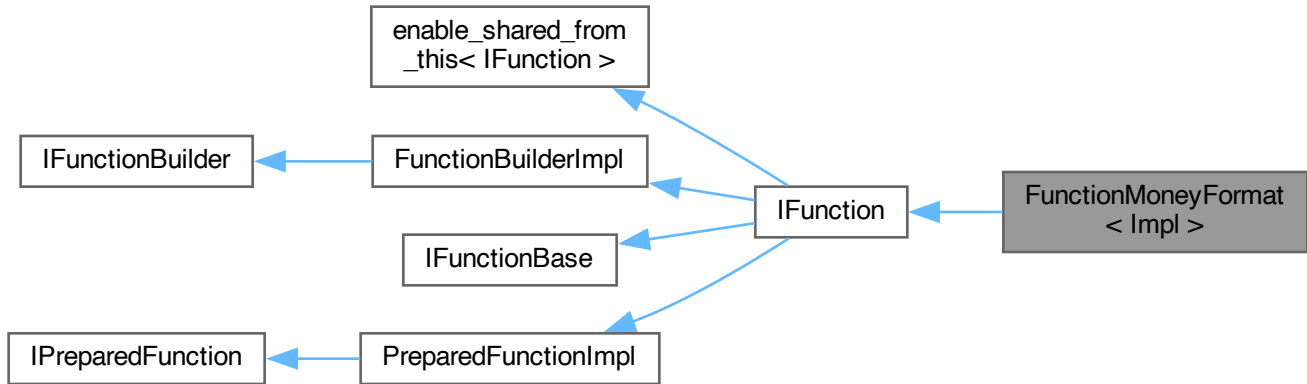 enable_shared_from
_this< IFunction >
IFunctionBuilder
FunctionBuilderImpl
IFunction
FunctionMoneyFormat
< Impl >
IFunctionBase
IPreparedFunction
PreparedFunctionImpl